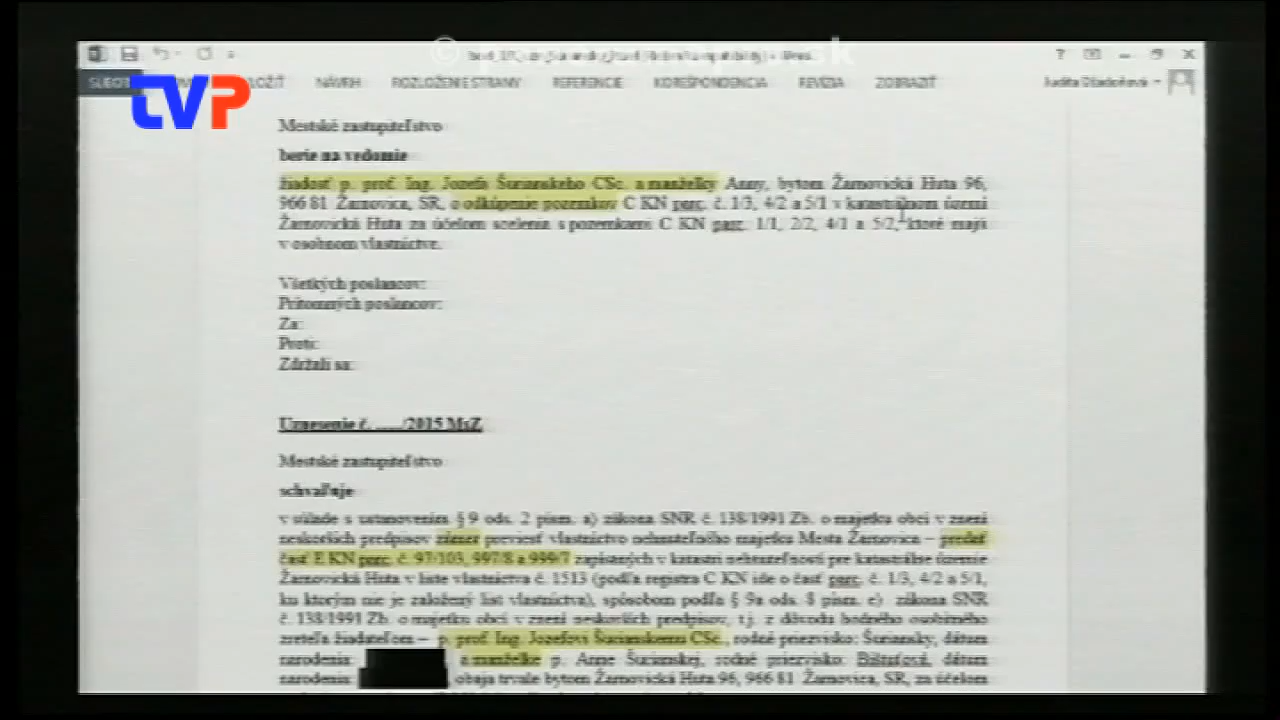 SÚBOR
NÁVRH ROZLOŽENIE STRANY REFERENCIE KOREŠPONDENCIA REVÍZIA ZOBRAZIŤ
TVP
Mestské zastupiteľstvo
berie na vedomie
žiadosť p. prof. Ing. Jozefa Šurianskeho CSc. a manželky Anny, bytom Žarnovická Huta 96,
966 81 Žarnovica, SR, o odkúpenie pozemkov C KN parc. č. 1/3, 4/2 a 5/1 v katastrálnom území
Žarnovická Huta za účelom scelenia s pozemkami C KN parc. 1/1, 2/2, 4/1 a 5/2, ktoré majú
v osobnom vlastníctve.
Všetkých poslancov:
Prítomných poslancov:
Za:
Proti:
Zdržali sa:
Uznesenie č. ..../2015 MsZ
Mestské zastupiteľstvo
schvaľuje
v súlade s ustanovením § 9 ods. 2 písm. a) zákona SNR č. 138/1991 Zb. o majetku obcí v znení
neskorších predpisov zámer previesť vlastníctvo nehnuteľného majetku Mesta Žarnovica – predať
časť E KN parc. č. 97/103, 997/8 a 999/7 zapísaných v katastri nehnuteľností pre katastrálne územie
Žarnovická Huta v liste vlastníctva č. 1513 (podľa registra C KN ide o časť parc. č. 1/3, 4/2 a 5/1,
ku ktorým nie je založený list vlastníctva), spôsobom podľa § 9a ods. 8 písm. e) zákona SNR
č. 138/1991 Zb. o majetku obcí v znení neskorších predpisov, t.j. z dôvodu hodného osobitného
zreteľa žiadateľom – p. prof. Ing. Jozefovi Šurianskemu CSc., rodné priezvisko: Šuriansky, dátum
narodenia: a manželke p. Anne Šurianskej, rodné priezvisko: dátum
narodenia: , obaja trvale bytom Žarnovická Huta 96, 966 81 Žarnovica, SR, za účelom